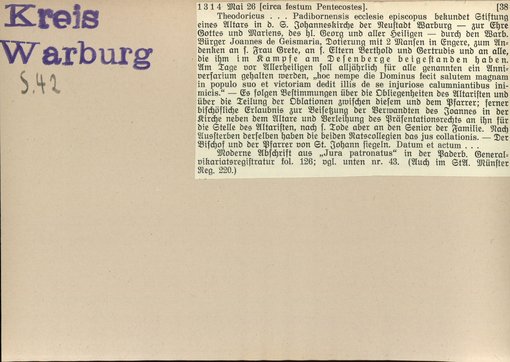 Kreis
Warburg
S. 42
1314 Mai 26 [circa festum Pentecostes]. [38
Theodoricus . . . Padibornensis ecclesie episcopus bekundet Stiftung
eines Altars in d. S. Johanneskirche der Neustadt Warburg — zur Ehre
Gottes und Mariens, des hl. Georg und aller Heiligen — durch den Warb.
Bürger Joannes de Geismaria, Dotierung mit 2 Mansen in Engere, zum An-
denken an s. Frau Grete, an s. Eltern Berthold und Gertrudis und an alle,
die ihm im Kampfe am Desenberge beigestanden haben.
Am Tage vor Allerheiligen soll alljährlich für alle genannten ein Anni-
versarium gehalten werden, „hoc nempe die Dominus fecit salutem magnam
in populo suo et victoriam dedit illis de se injuriose calumniantibus ini-
micis.“ — Es folgen Bestimmungen über die Obliegenheiten des Altaristen und
über die Teilung der Oblationen zwischen diesem und dem Pfarrer; ferner
bischöfliche Erlaubnis zur Beisetzung der Verwandten des Joannes in der
Kirche neben dem Altare und Verleihung des Präsentationsrechts an ihn für
die Stelle des Altaristen, nach s. Tode aber an den Senior der Familie. Nach
Aussterben derselben haben die beiden Ratscollegien das jus collationis. — Der
Bischof und der Pfarrer von St. Johann siegeln. Datum et actum . . .
Moderne Abschrift aus „Jura patronatus“ in der Paderb. General-
vikariatsregistratur fol. 126; vgl. unten nr. 43. (Auch im StA. Münster
Reg. 220.)